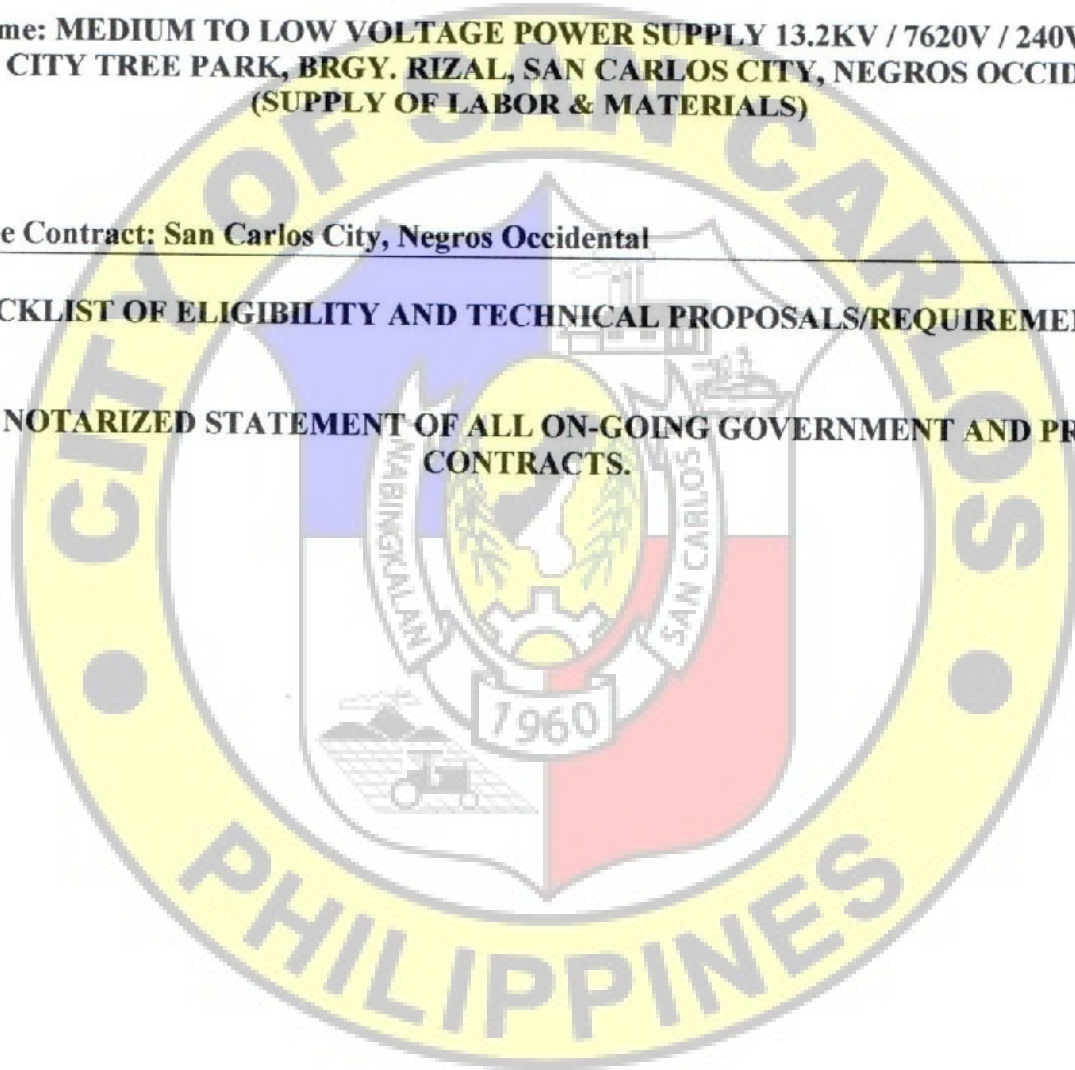 me: MEDIUM TO LOW VOLTAGE POWER SUPPLY 13.2KV / 7620V / 240V
CITY TREE PARK, BRGY. RIZAL, SAN CARLOS CITY, NEGROS OCCID
(SUPPLY OF LABOR & MATERIALS)
e Contract: San Carlos City, Negros Occidental
CKLIST OF ELIGIBILITY AND TECHNICAL PROPOSALS/REQUIREME
NOTARIZED STATEMENT OF ALL ON-GOING GOVERNMENT AND PR
CONTRACTS.
CITY OF SAN CARLOS
NABINGKALAN
SAN CARLOS
1960
PHILIPPINES